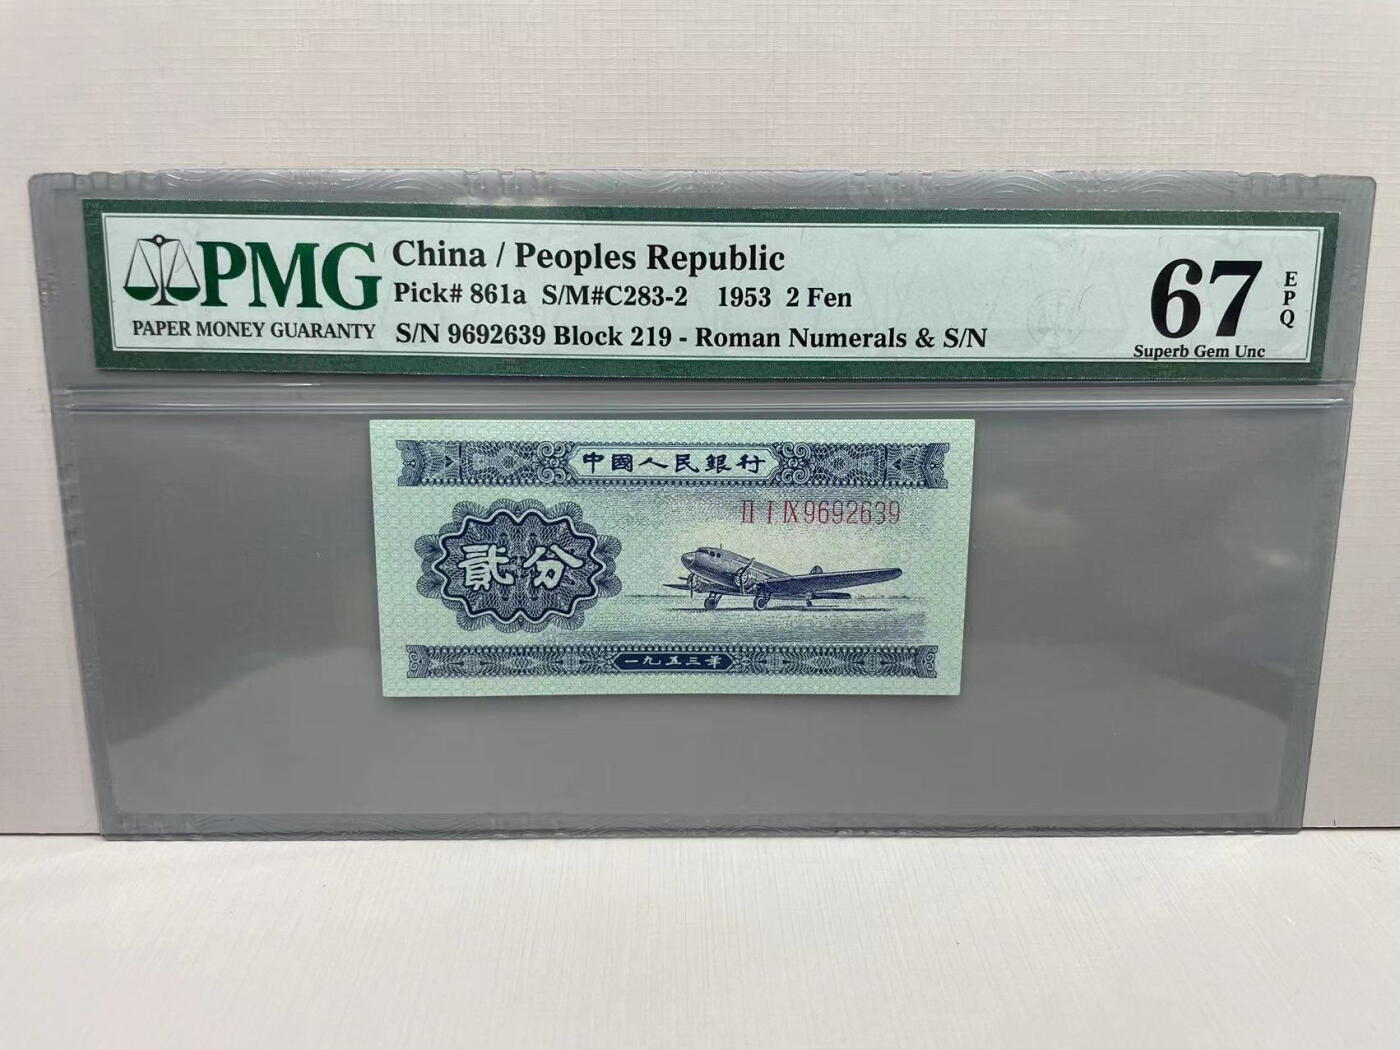 PMG
PAPER MONEY GUARANTY
China / Peoples Republic
Pick# 861a S/M#C283-2 1953 2 Fen
S/N 9692639 Block 219 - Roman Numerals & S/N
67
EPQ
Superb Gem Unc
中國人民銀行
II I IX 9692639
貳分
一九五三年